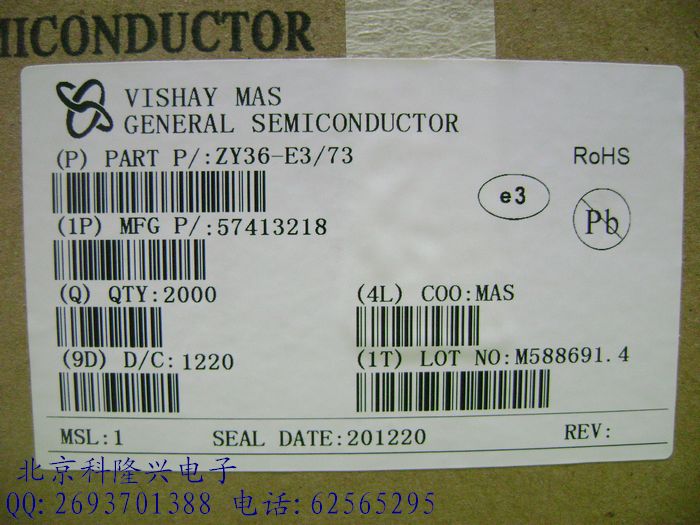 MICONDUCTOR
VISHAY MAS
GENERAL SEMICONDUCTOR
(P) PART P/:ZY36-E3/73
RoHS
e3
Pb
(1P) MFG P/:57413218
(Q) QTY:2000
(4L) COO:MAS
(9D) D/C:1220
(1T) LOT NO:M588691.4
MSL:1 SEAL DATE:201220 REV:
北京科隆兴电子
QQ:2693701388 电话:62565295